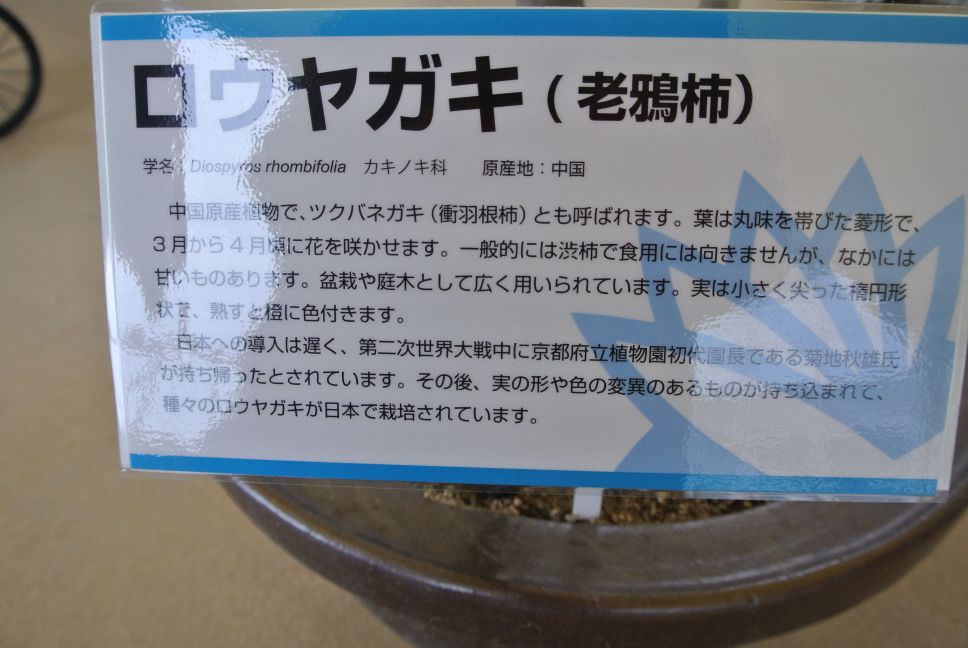 ロウヤガキ（老鴉柿）
学名：Diospyros rhombifolia　カキノキ科　原産地：中国
中国原産植物で、ツクバネガキ（衝羽根柿）とも呼ばれます。葉は丸味を帯びた菱形で、
3月から4月頃に花を咲かせます。一般的には渋柿で食用には向きませんが、なかには
甘いものあります。盆栽や庭木として広く用いられています。実は小さく尖った楕円形
状で、熟すと橙に色付きます。
日本への導入は遅く、第二次世界大戦中に京都府立植物園初代園長である菊地秋雄氏
が持ち帰ったとされています。その後、実の形や色の変異のあるものが持ち込まれて、
種々のロウヤガキが日本で栽培されています。